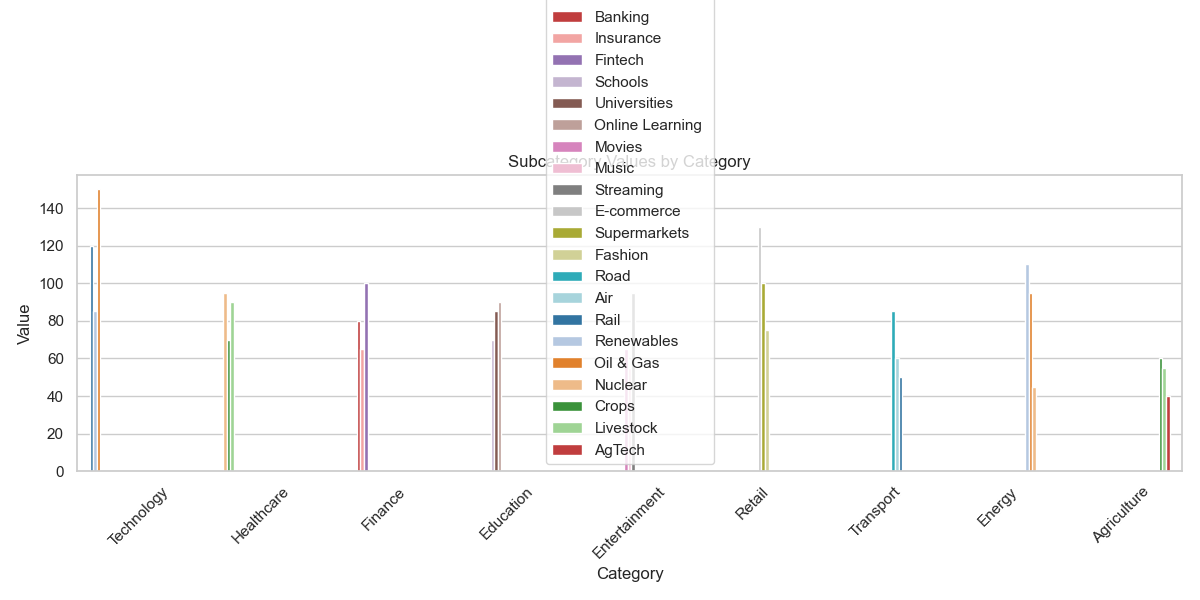 Banking
Insurance
Fintech
Schools
Universities
Online Learning
Movies
Music
Streaming
E-commerce
Supermarkets
Fashion
Road
Air
Rail
Renewables
Oil & Gas
Nuclear
Crops
Livestock
AgTech
Subcategory Values by Category
Value
140
120
100
80
60
40
20
0
Technology
Healthcare
Finance
Education
Entertainment
Retail
Transport
Energy
Agriculture
Category